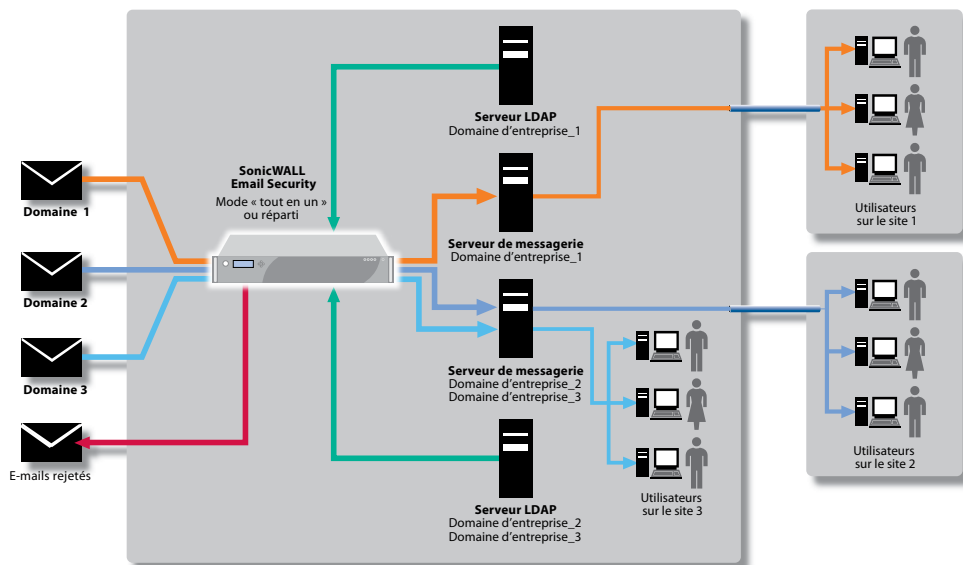 Serveur LDAP
Domaine d'entreprise_1
SonicWALL
Email Security
Mode « tout en un »
ou réparti
Domaine 1
Serveur de messagerie
Domaine d'entreprise_1
Utilisateurs
sur le site 1
Domaine 2
Domaine 3
Serveur de messagerie
Domaine d'entreprise_2
Domaine d'entreprise_3
E-mails rejetés
Utilisateurs
sur le site 2
Utilisateurs
sur le site 3
Serveur LDAP
Domaine d'entreprise_2
Domaine d'entreprise_3